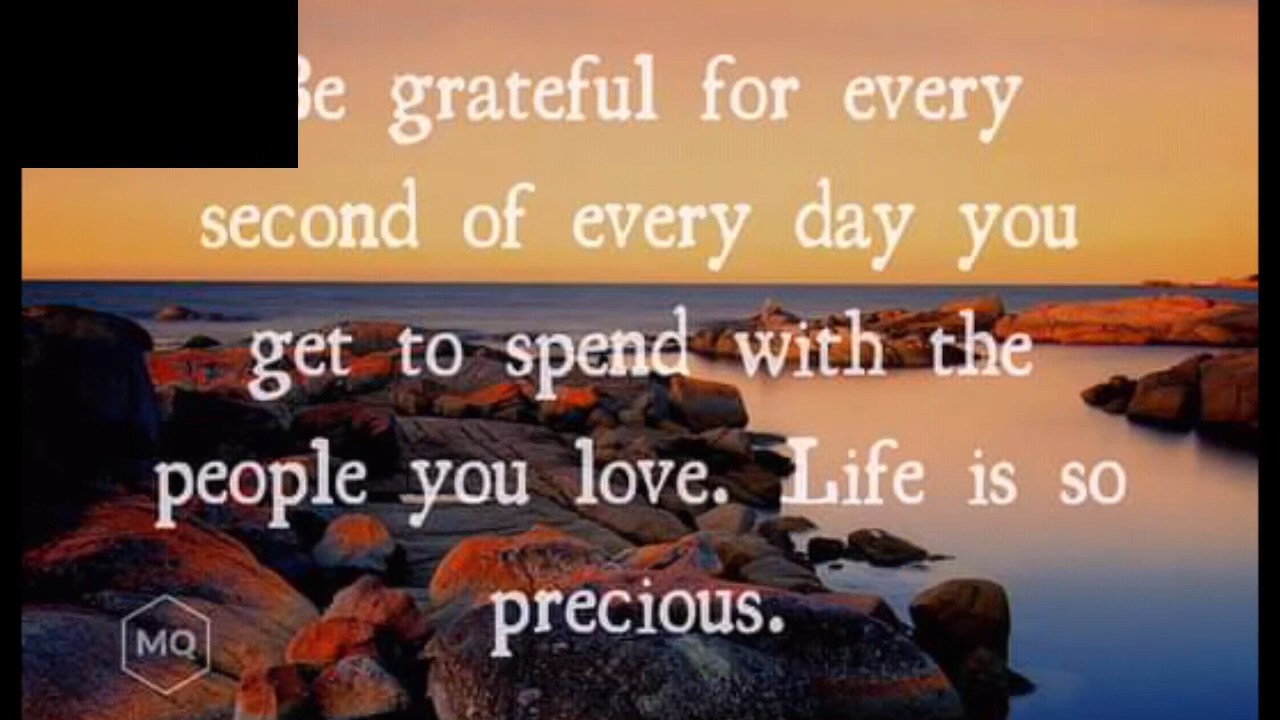 Be grateful for every
second of every day you
get to spend with the
people you love. Life is so
precious.
MQ